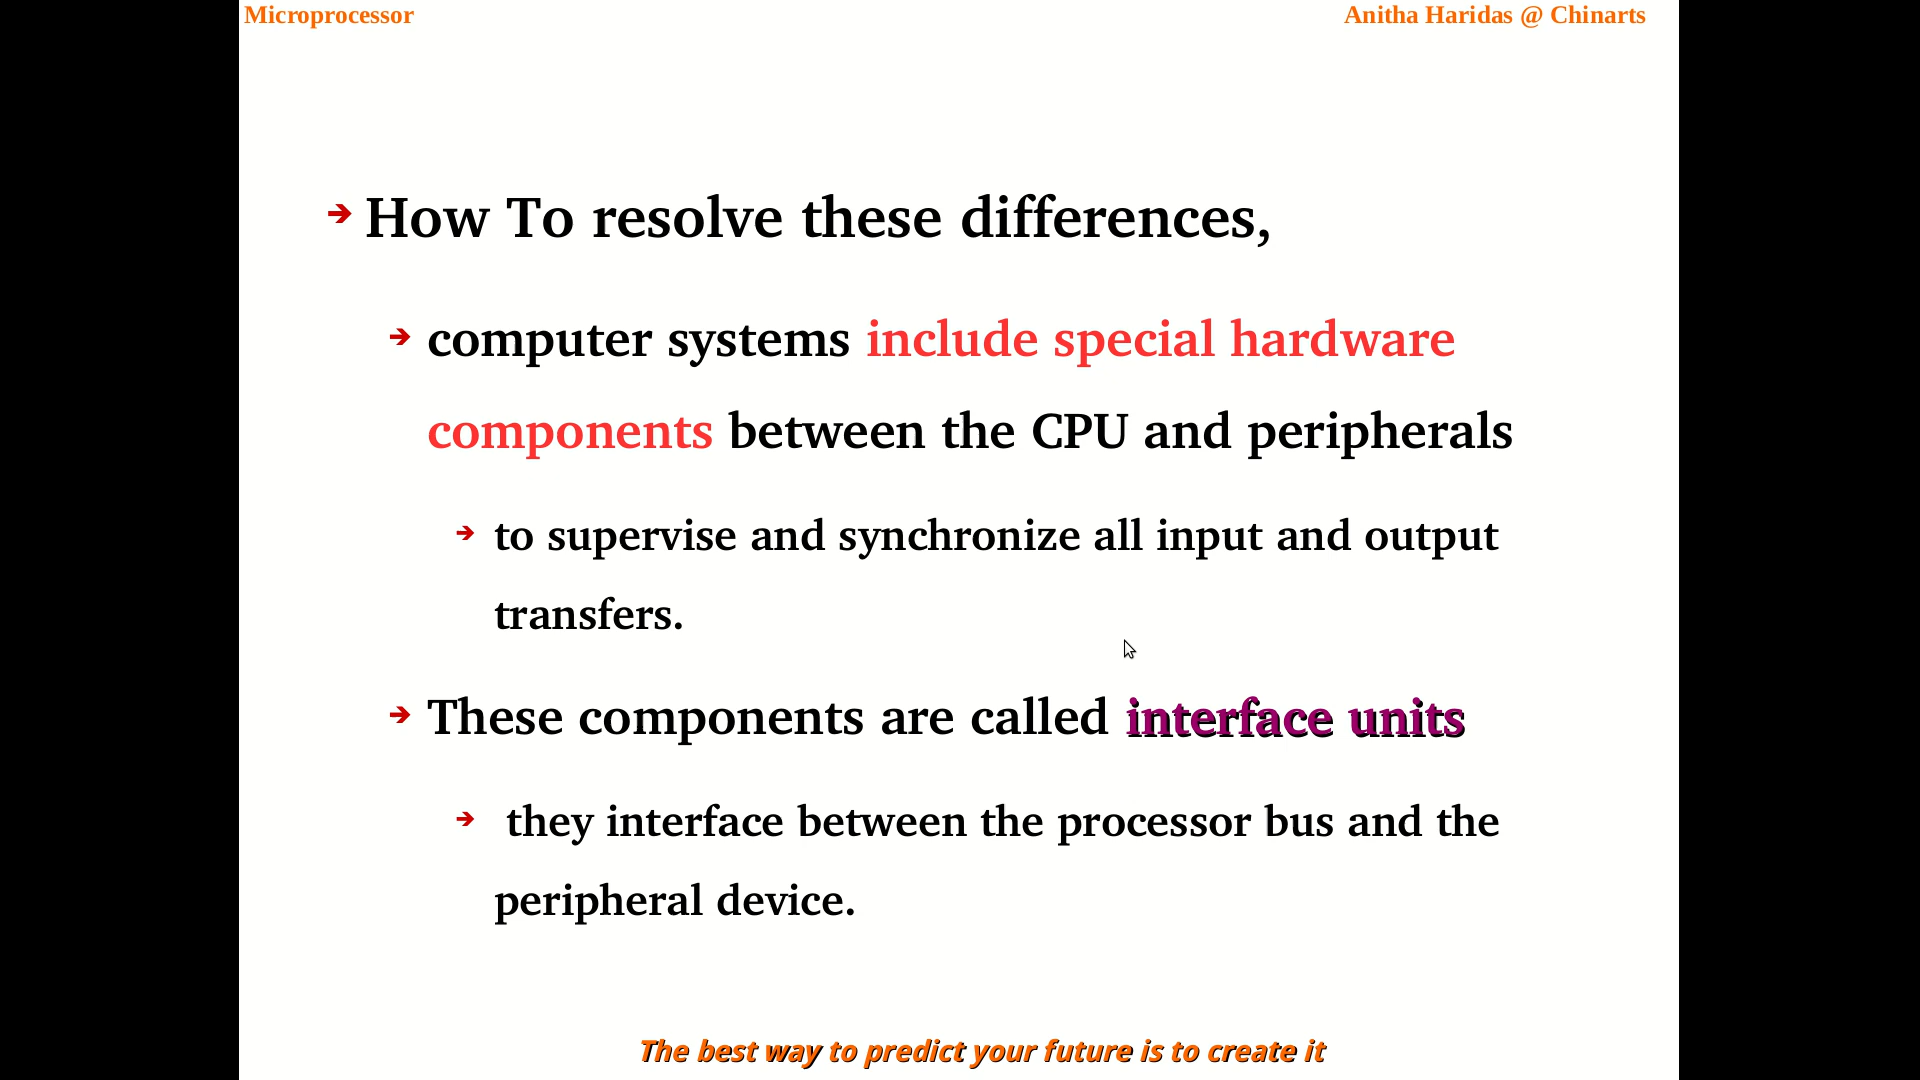 Microprocessor
Anitha Haridas @ Chinarts
How To resolve these differences,
computer systems include special hardware
components between the CPU and peripherals
to supervise and synchronize all input and output
transfers.
These components are called interface units
they interface between the processor bus and the
peripheral device.
The best way to predict your future is to create it